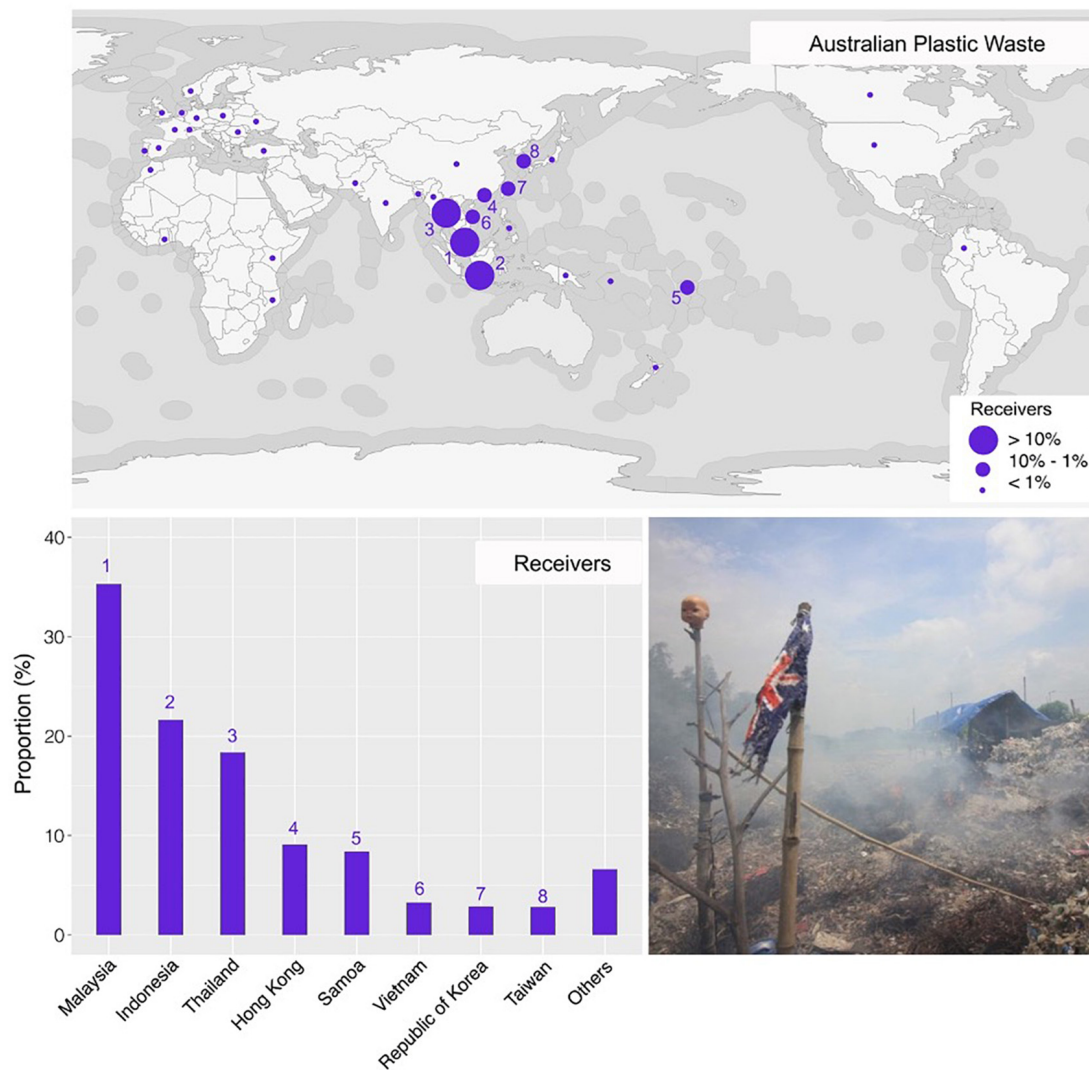 Australian Plastic Waste
8
7
4
3
6
1
2
5
Receivers
> 10%
10% - 1%
< 1%
Receivers
Proportion (%)
40
30
20
10
0
1
2
3
4
5
6
7
8
Malaysia
Indonesia
Thailand
Hong Kong
Samoa
Vietnam
Republic of Korea
Taiwan
Others